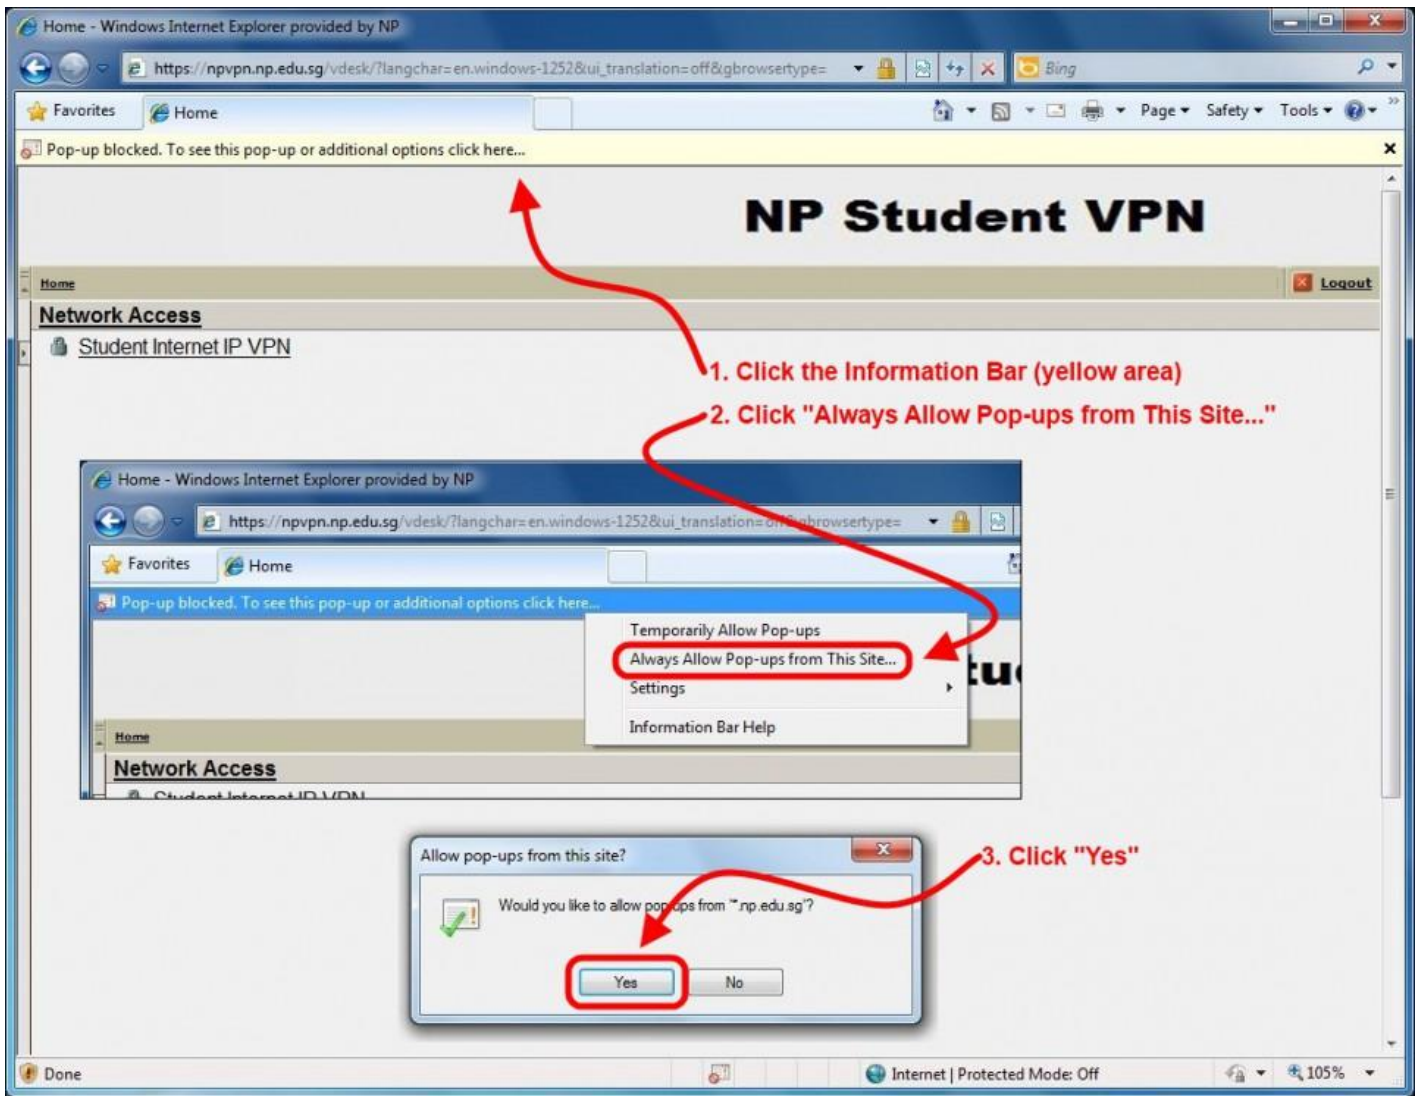 Home - Windows Internet Explorer provided by NP
https://npvpn.np.edu.sg/vdesk/?langchar=en.windows-1252&ui_translation=off&gbrowsertype=
Bing
Favorites
Home
Page
Safety
Tools
Pop-up blocked. To see this pop-up or additional options click here...
NP Student VPN
Home
Logout
Network Access
Student Internet IP VPN
1. Click the Information Bar (yellow area)
2. Click "Always Allow Pop-ups from This Site..."
Home - Windows Internet Explorer provided by NP
https://npvpn.np.edu.sg/vdesk/?langchar=en.windows-1252&ui_translation=off&gbrowsertype=
Favorites
Home
Pop-up blocked. To see this pop-up or additional options click here...
Temporarily Allow Pop-ups
Always Allow Pop-ups from This Site...
Settings
Information Bar Help
Home
Network Access
Student Internet IP VPN
3. Click "Yes"
Allow pop-ups from this site?
Would you like to allow pop-ups from '*.np.edu.sg'?
Yes
No
Done
Internet | Protected Mode: Off
105%